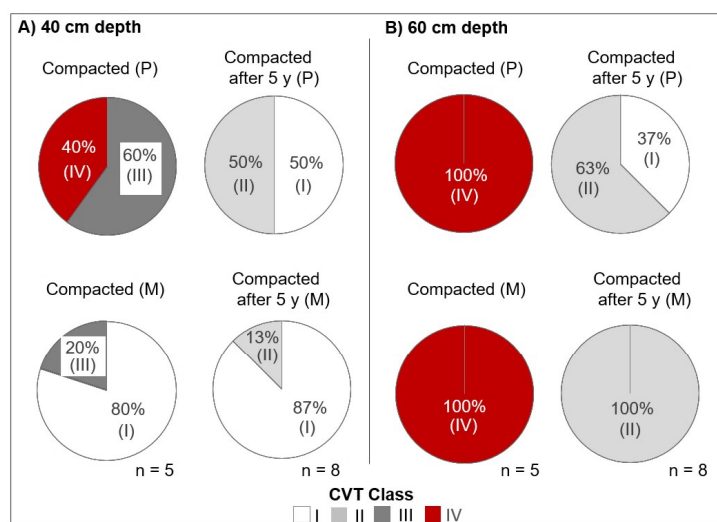 A) 40 cm depth
Compacted (P)
40%
(IV)
60%
(III)
Compacted
after 5 y (P)
50%
(II)
50%
(I)
Compacted (M)
20%
(III)
80%
(I)
Compacted
after 5 y (M)
13%
(II)
87%
(I)
n = 5
n = 8
B) 60 cm depth
Compacted (P)
100%
(IV)
Compacted
after 5 y (P)
37%
(I)
63%
(II)
Compacted (M)
100%
(IV)
Compacted
after 5 y (M)
100%
(II)
n = 5
n = 8
CVT Class
I II III IV